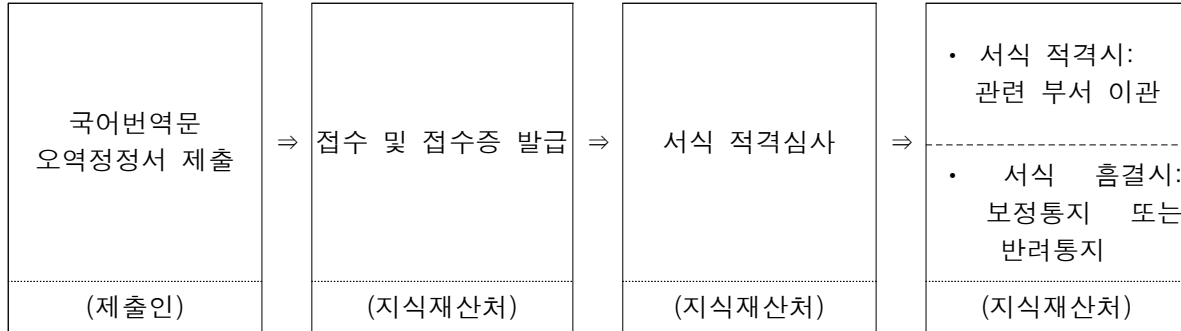 국어번역문
오역정정서 제출
(제출인)
⇒
접수 및 접수증 발급
(지식재산처)
⇒
서식 적격심사
(지식재산처)
⇒
• 서식 적격시:
관련 부서 이관
• 서식 흠결시:
보정통지 또는
반려통지
(지식재산처)